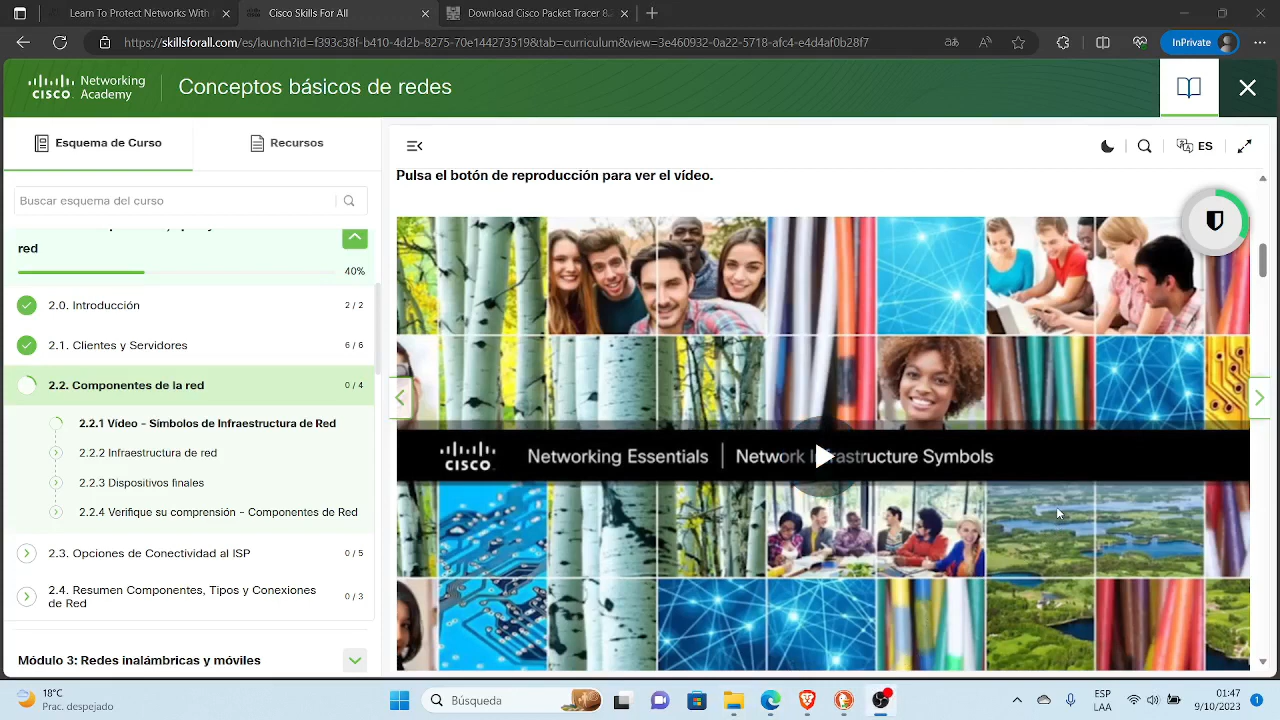 Learn To Protect Networks With
Cisco Skills For All
Download Cisco Packet Tracer 8..
https://skillsforall.com/es/launch?id=f393c38f-b410-4d2b-8275-70e144271519&tab=curriculum&view=3e460932-0a22-5718-afc4-e4d4af0b28f7
InPrivate
Networking
CISCO Academy
Conceptos básicos de redes
Esquema de Curso
Recursos
ES
Pulsa el botón de reproducción para ver el vídeo.
Buscar esquema del curso
red
40%
2.0. Introducción
2 / 2
2.1. Clientes y Servidores
6 / 6
2.2. Componentes de la red
0 / 4
2.2.1 Vídeo - Símbolos de Infraestructura de Red
2.2.2 Infraestructura de red
2.2.3 Dispositivos finales
2.2.4 Verifique su comprensión - Componentes de Red
2.3. Opciones de Conectividad al ISP
0 / 5
2.4. Resumen Componentes, Tipos y Conexiones
de Red
0 / 3
Módulo 3: Redes inalámbricas y móviles
CISCO
Networking Essentials | Network Infrastructure Symbols
18°C
Prac. despejado
Búsqueda
ESP
LAA
01:47
9/10/2023
1